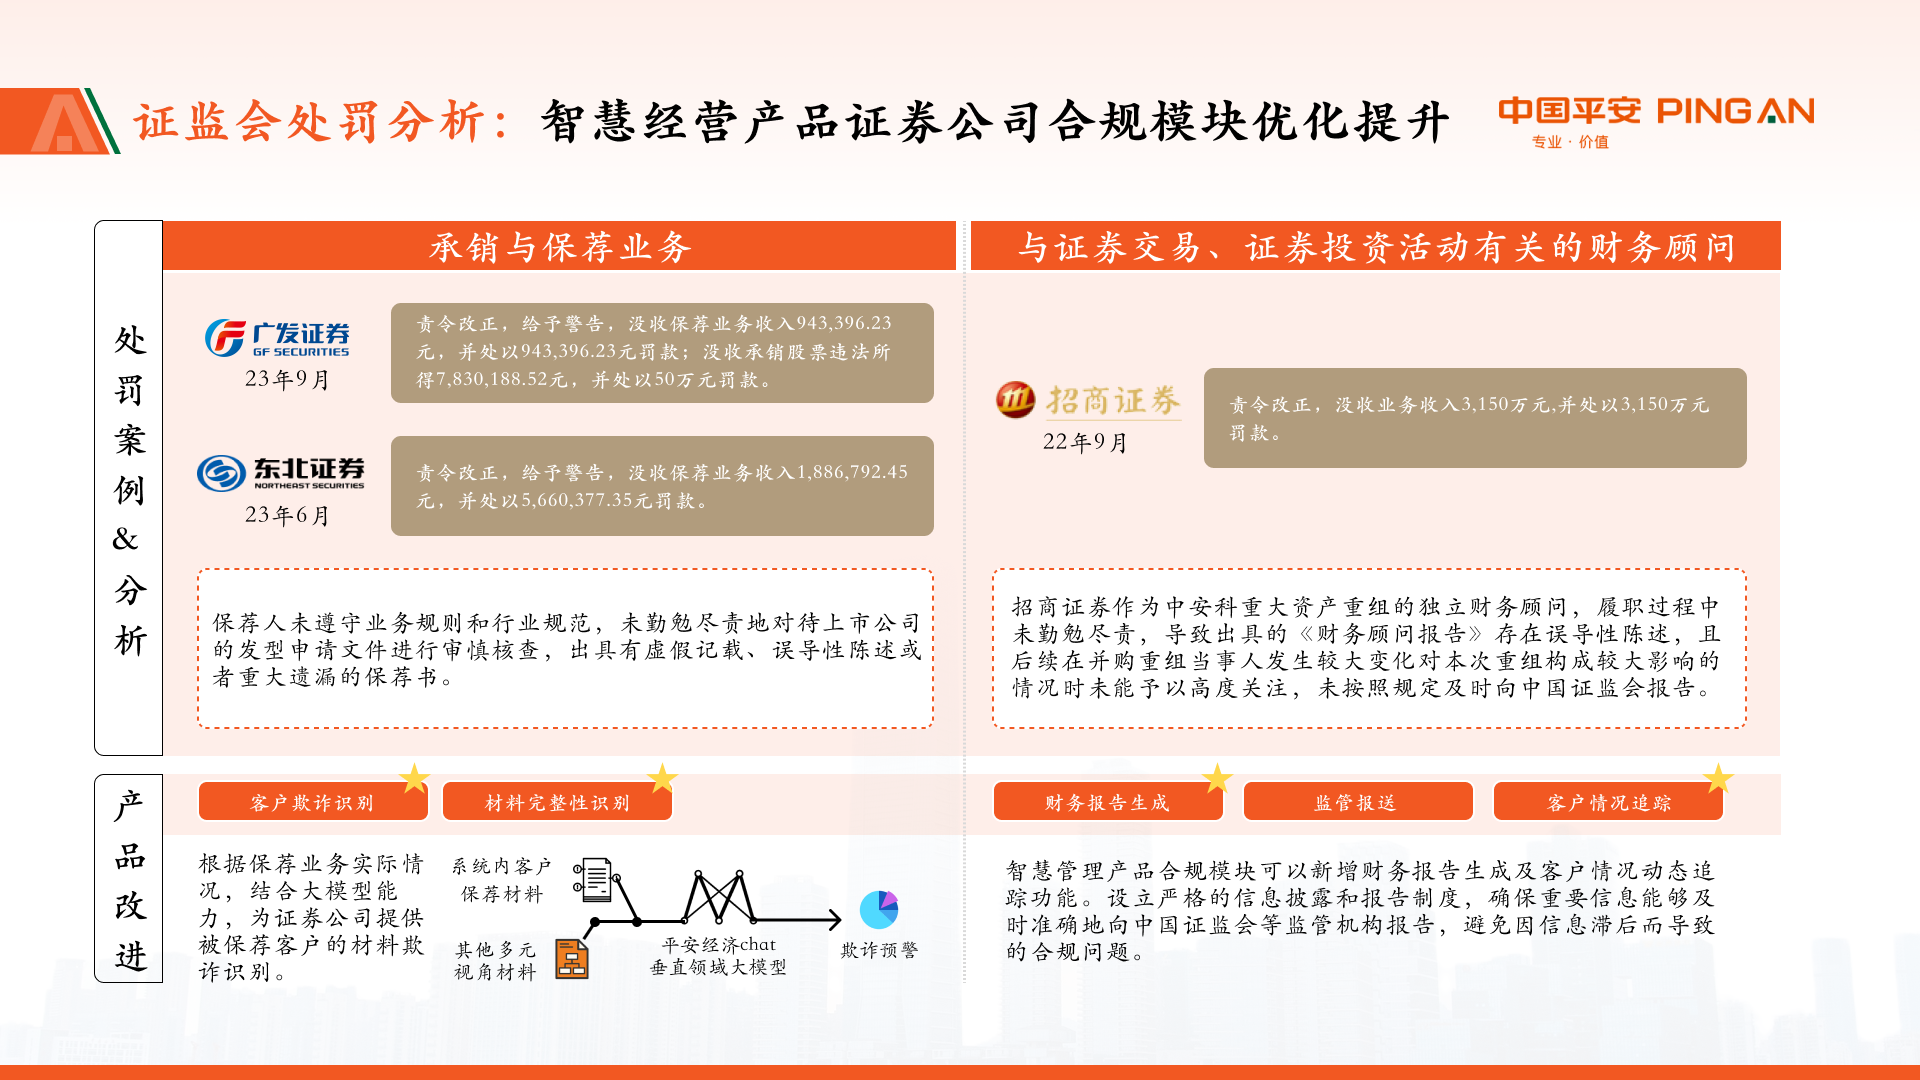 证监会处罚分析：智慧经营产品证券公司合规模块优化提升
中国平安 PING AN
专业·价值
处罚案例&分析
承销与保荐业务
广发证券
GF SECURITIES
23年9月
责令改正，给予警告，没收保荐业务收入943,396.23
元，并处以943,396.23元罚款；没收承销股票违法所
得7,830,188.52元，并处以50万元罚款。
东北证券
NORTHEAST SECURITIES
23年6月
责令改正，给予警告，没收保荐业务收入1,886,792.45
元，并处以5,660,377.35元罚款。
保荐人未遵守业务规则和行业规范，未勤勉尽责地对待上市公司
的发型申请文件进行审慎核查，出具有虚假记载、误导性陈述或
者重大遗漏的保荐书。
与证券交易、证券投资活动有关的财务顾问
招商证券
22年9月
责令改正，没收业务收入3,150万元,并处以3,150万元
罚款。
招商证券作为中安科重大资产重组的独立财务顾问，履职过程中
未勤勉尽责，导致出具的《财务顾问报告》存在误导性陈述，且
后续在并购重组当事人发生较大变化对本次重组构成较大影响的
情况时未能予以高度关注，未按照规定及时向中国证监会报告。
产品改进
客户欺诈识别
材料完整性识别
根据保荐业务实际情
况，结合大模型能
力，为证券公司提供
被保荐客户的材料欺
诈识别。
系统内客户
保荐材料
其他多元
视角材料
平安经济chat
垂直领域大模型
欺诈预警
财务报告生成
监管报送
客户情况追踪
智慧管理产品合规模块可以新增财务报告生成及客户情况动态追
踪功能。设立严格的信息披露和报告制度，确保重要信息能够及
时准确地向中国证监会等监管机构报告，避免因信息滞后而导致
的合规问题。